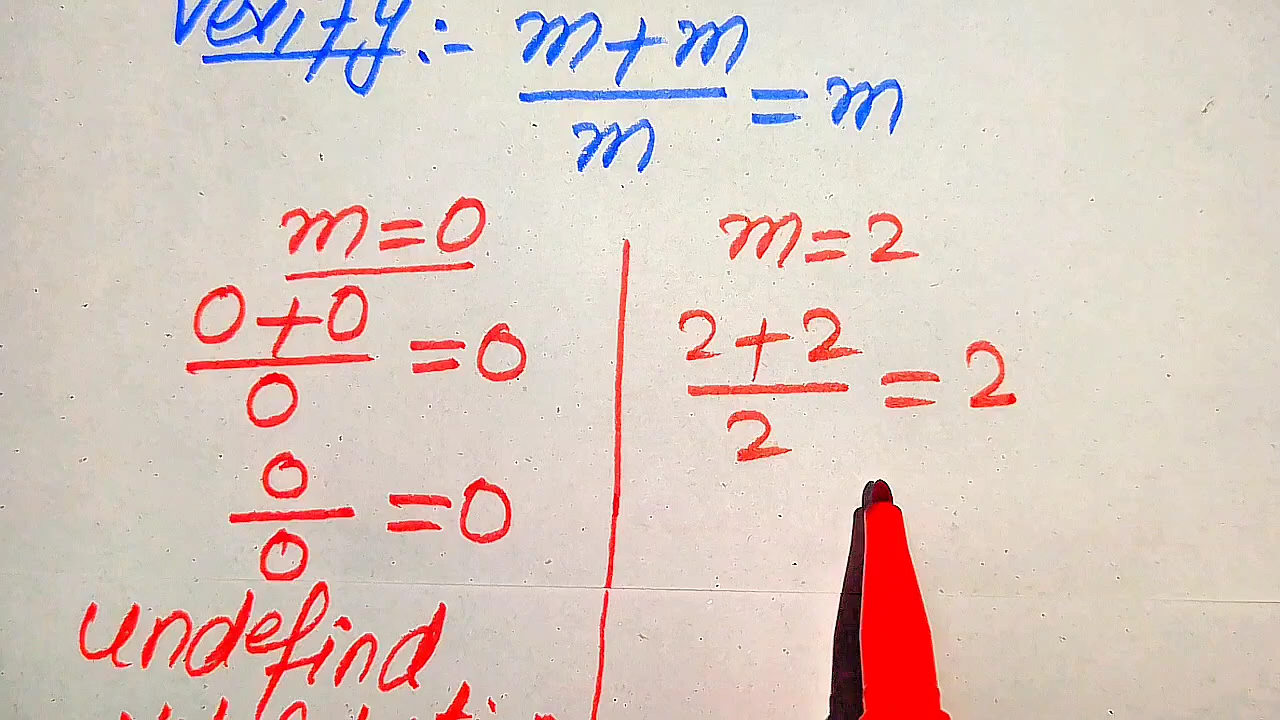 Verify:- m+m/m = m
m=0
0+0/0 = 0
0/0 = 0
undefind
m=2
2+2/2 = 2